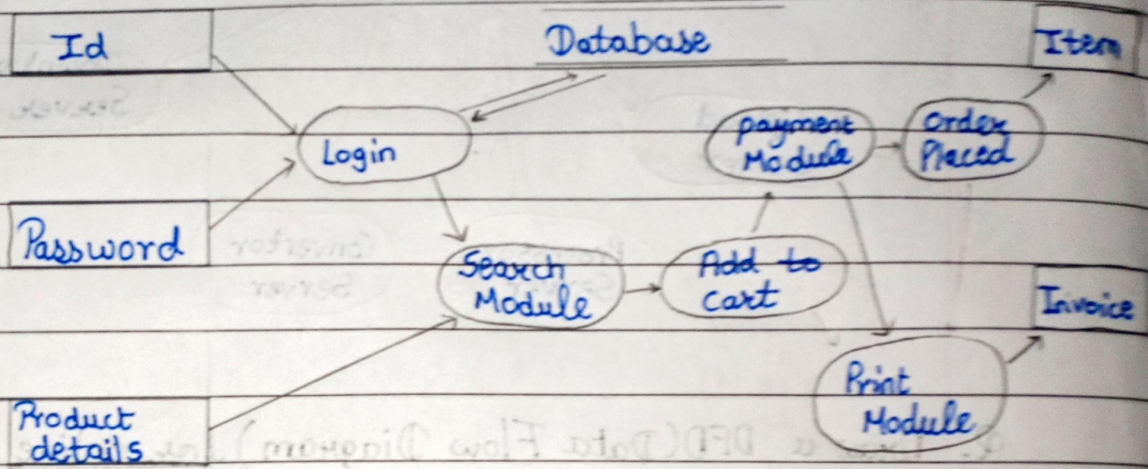 Id
Database
Item
Login
payment
Module
Order
Placed
Password
Search
Module
Add to
Cart
Invoice
Print
Module
Product
details